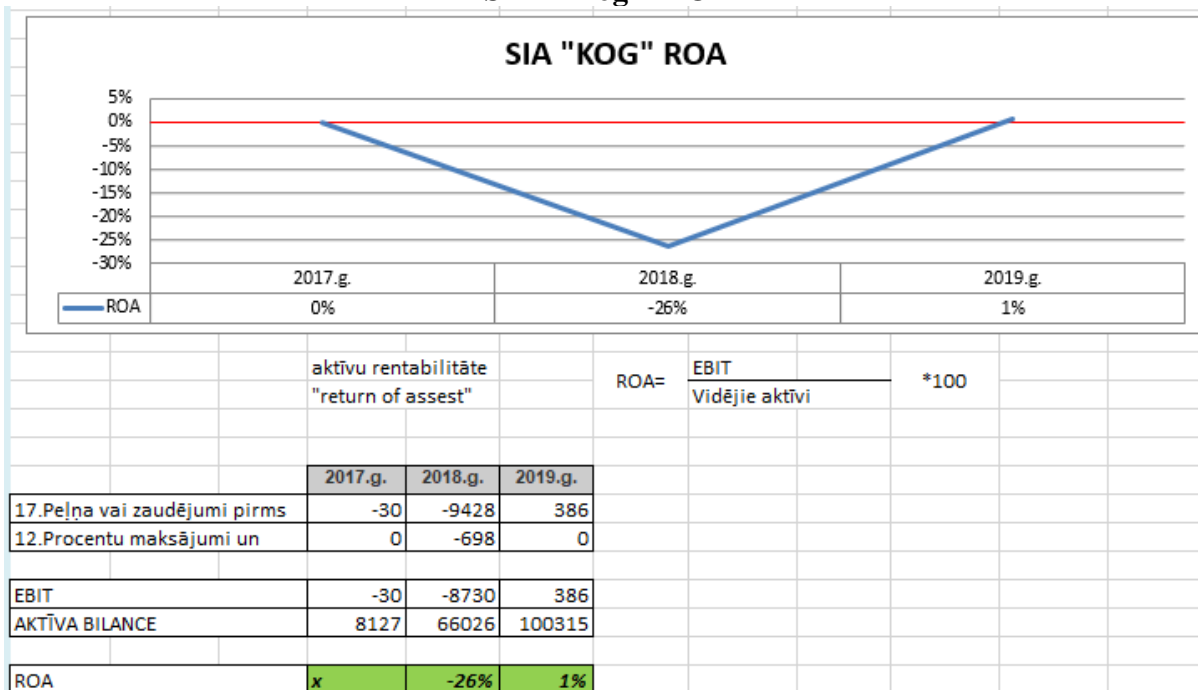 SIA "KOG" ROA
5%
0%
-5%
-10%
-15%
-20%
-25%
-30%
2017.g. 2018.g. 2019.g.
ROA 0% -26% 1%
aktīvu rentabilitāte
"return of assest"
ROA= EBIT *100
Vidējie aktīvi
2017.g. 2018.g. 2019.g.
17.Peļņa vai zaudējumi pirms -30 -9428 386
12.Procentu maksājumi un 0 -698 0
EBIT -30 -8730 386
AKTĪVA BILANCE 8127 66026 100315
ROA x -26% 1%